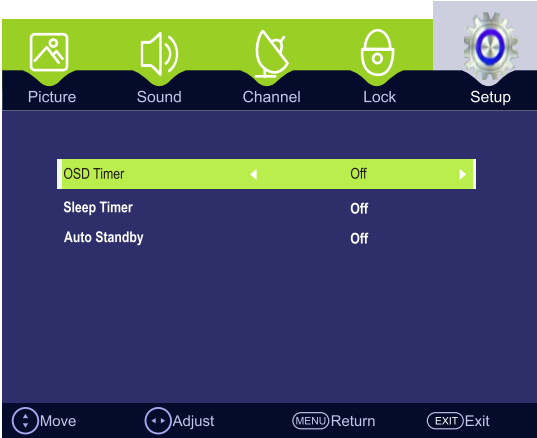 Picture Sound Channel Lock Setup
OSD Timer Off
Sleep Timer Off
Auto Standby Off
Move Adjust MENU Return EXIT Exit